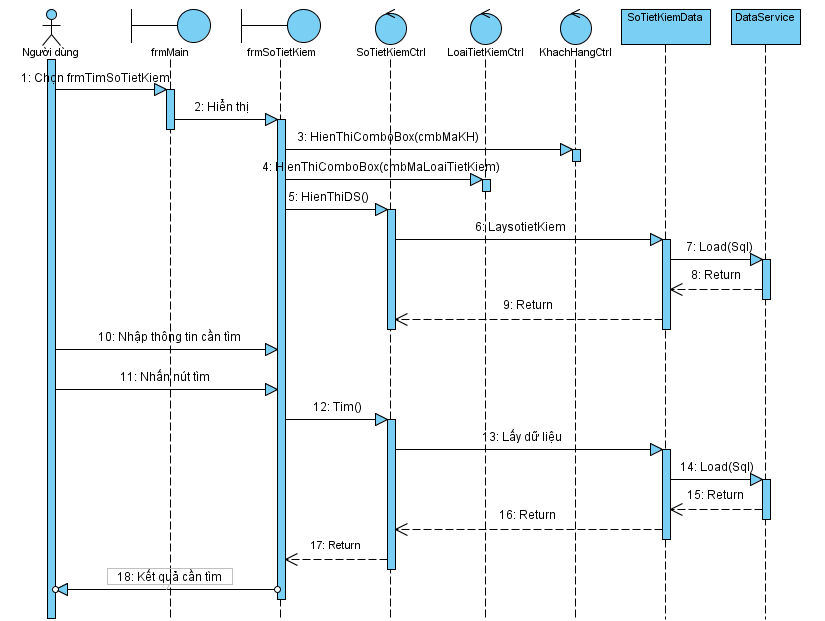 Người dùng
frmMain
frmSoTietKiem
SoTietKiemCtrl
LoaiTietKiemCtrl
KhachHangCtrl
SoTietKiemData
DataService
1: Chọn frmTimSoTietKiem
2: Hiển thị
3: HienThiComboBox(cmbMaKH)
4: HienThiComboBox(cmbMaLoaiTietKiem)
5: HienThiDS()
6: LaysotietKiem
7: Load(Sql)
8: Return
9: Return
10: Nhập thông tin cần tìm
11: Nhấn nút tìm
12: Tim()
13: Lấy dữ liệu
14: Load(Sql)
15: Return
16: Return
17: Return
18: Kết quả cần tìm